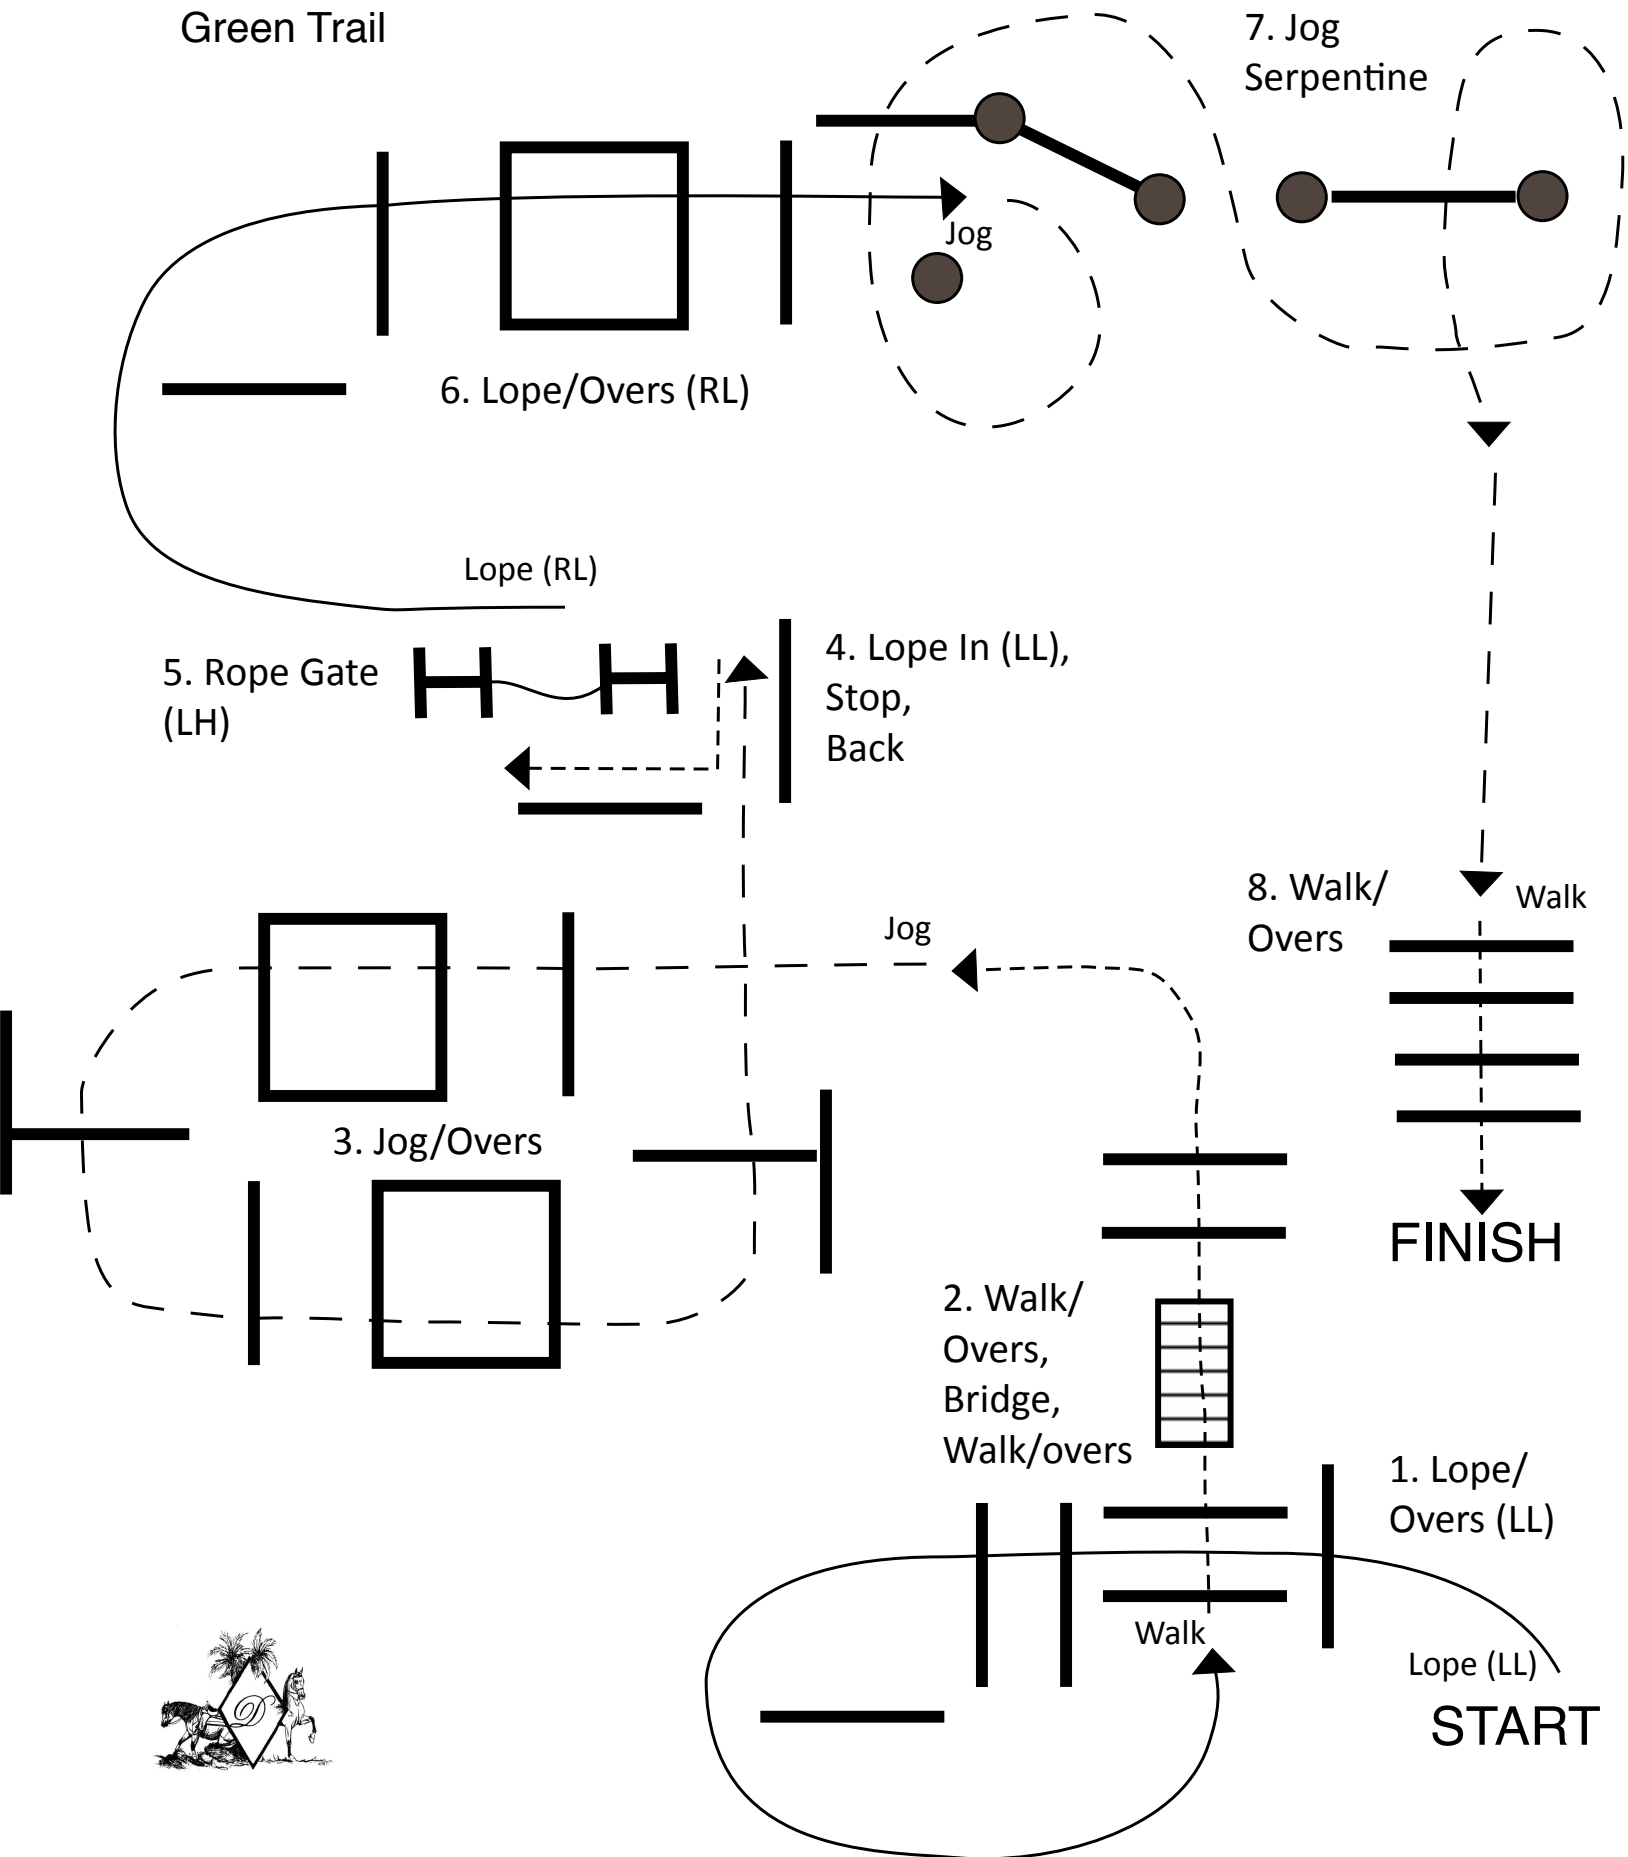 Green Trail
7. Jog
Serpentine
Jog
6. Lope/Overs (RL)
Lope (RL)
5. Rope Gate
(LH)
4. Lope In (LL),
Stop,
Back
8. Walk/
Overs
Walk
Jog
3. Jog/Overs
FINISH
2. Walk/
Overs,
Bridge,
Walk/overs
1. Lope/
Overs (LL)
Walk
Lope (LL)
START
D